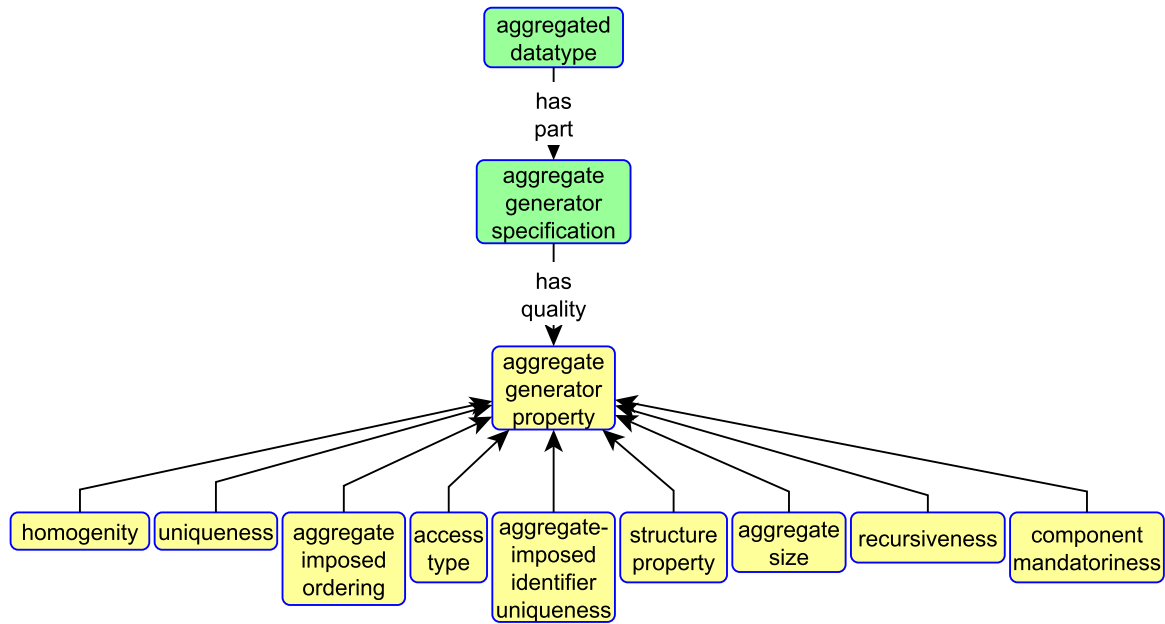 aggregated
datatype
has
part
aggregate
generator
specification
has
quality
aggregate
generator
property
homogenity
uniqueness
aggregate
imposed
ordering
access
type
aggregate-
imposed
identifier
uniqueness
structure
property
aggregate
size
recursiveness
component
mandatoriness